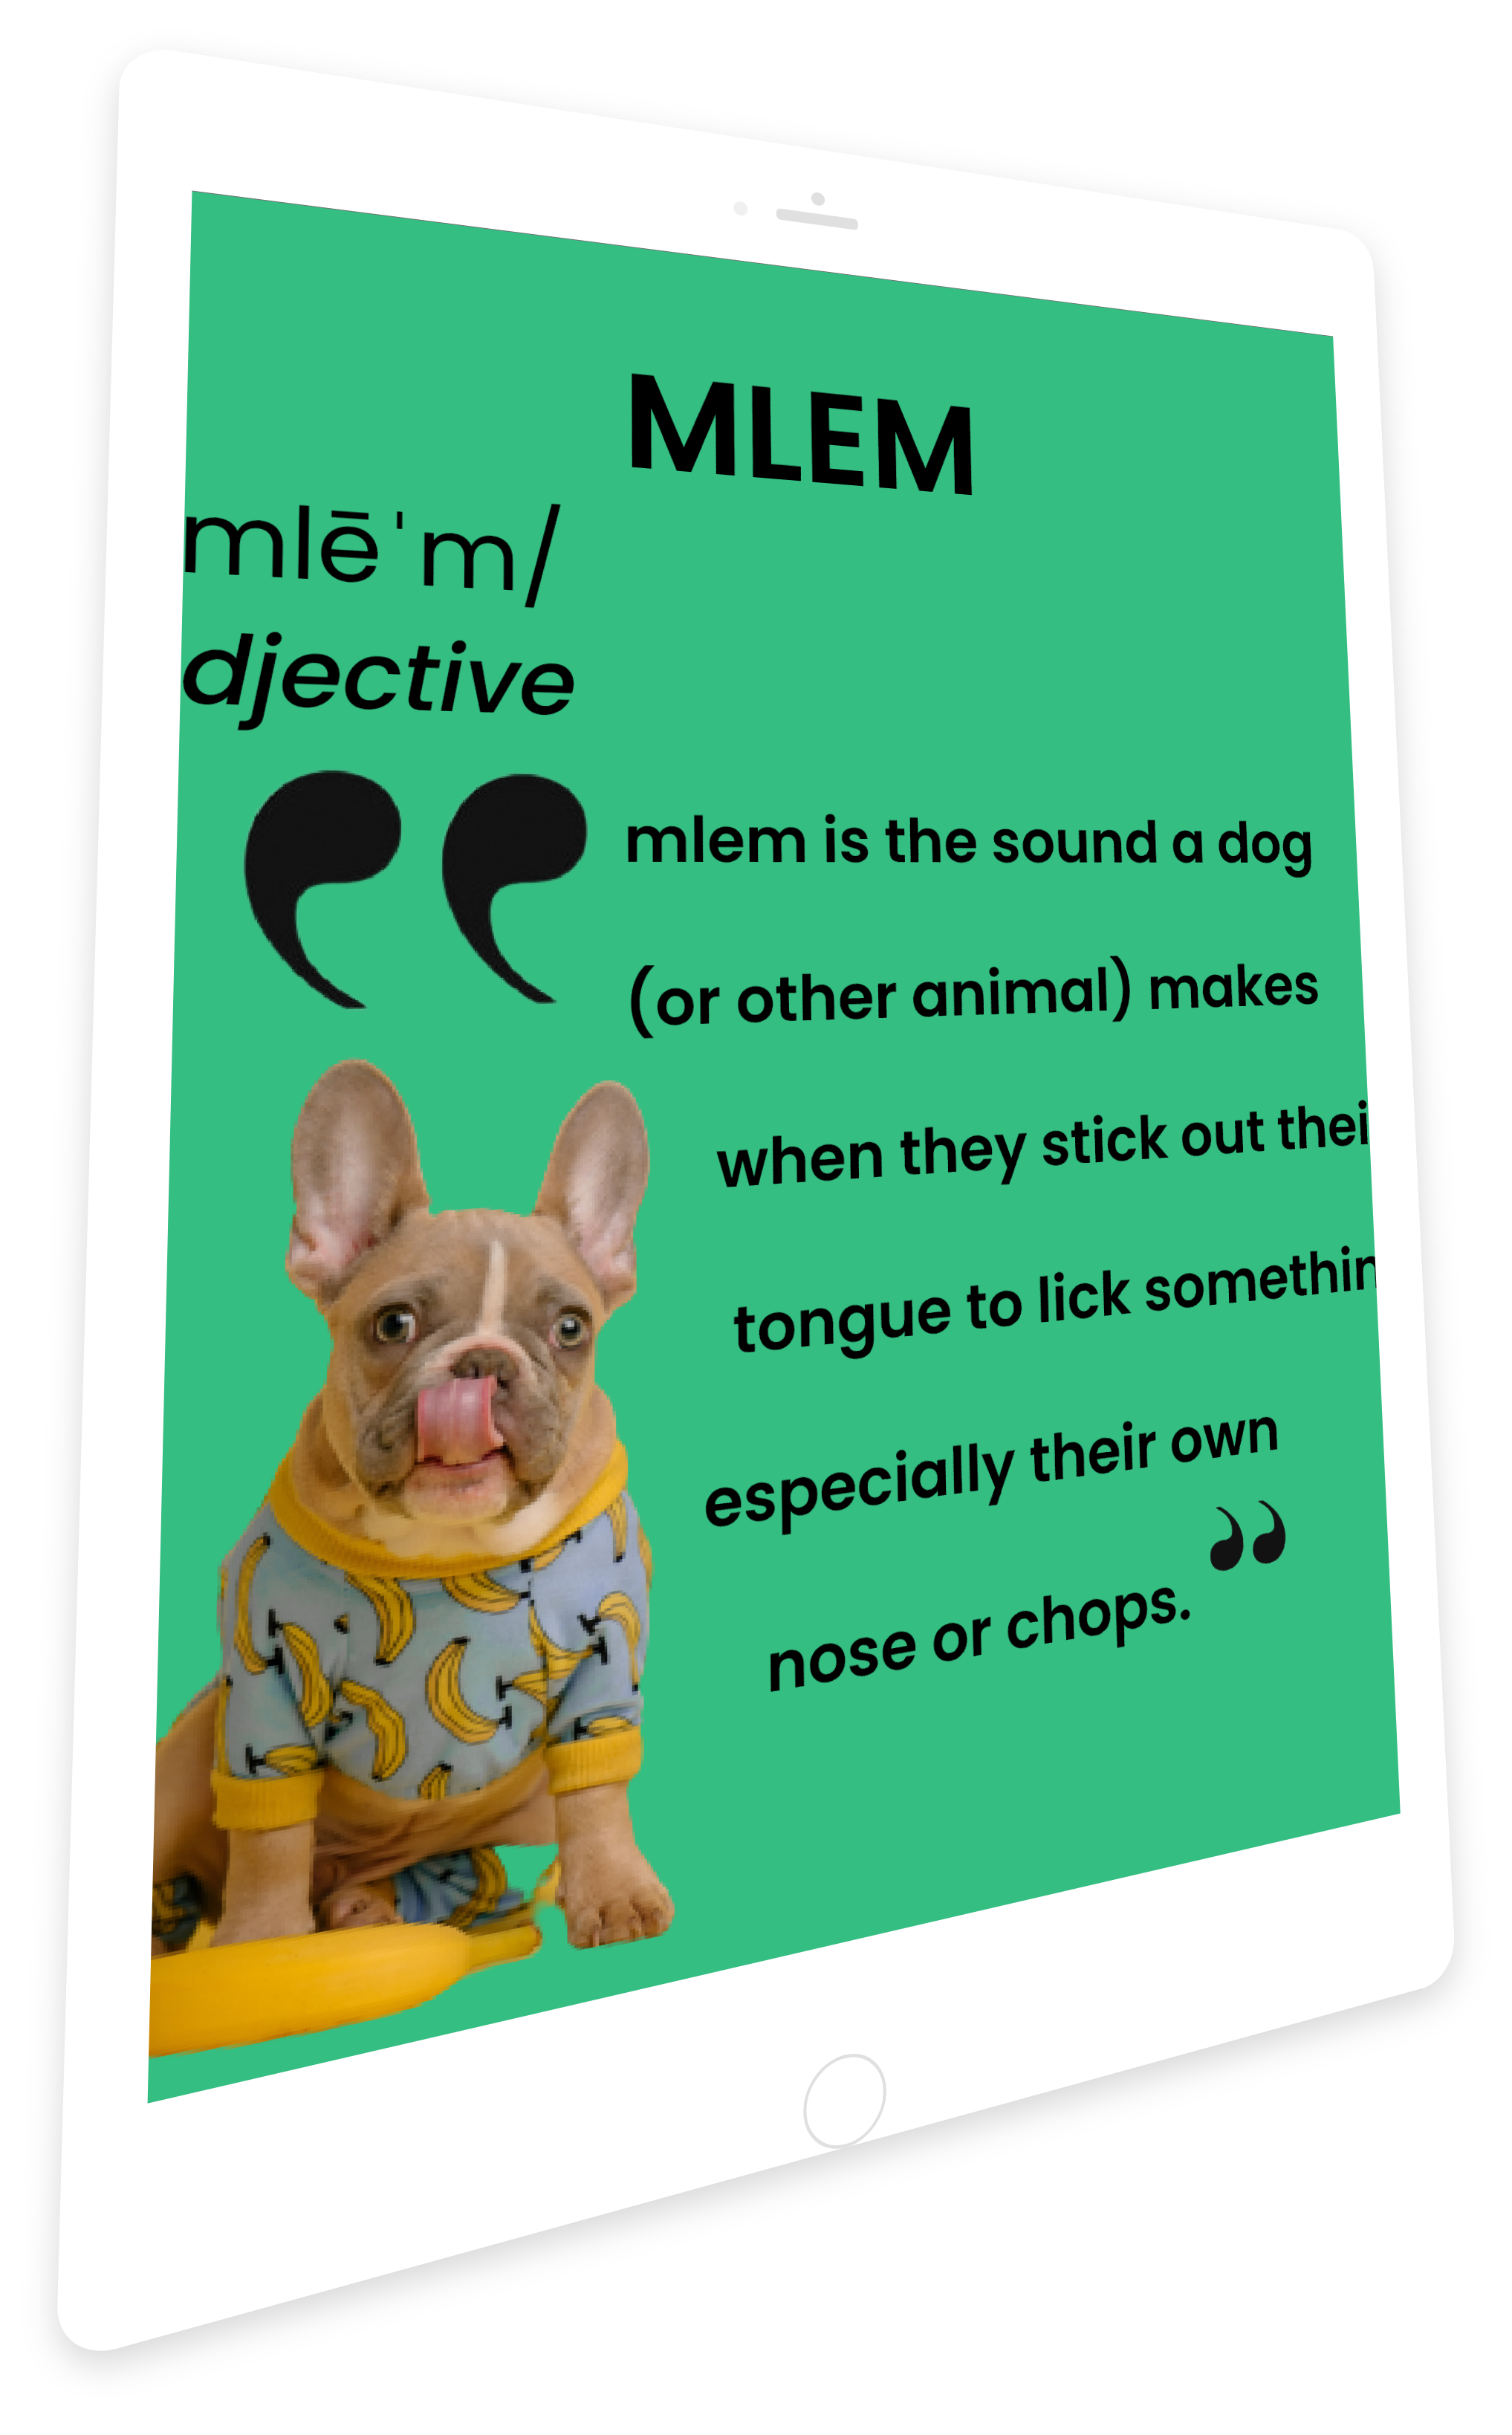 MLEM
mlē'm/
djective
mlem is the sound a dog
(or other animal) makes
when they stick out thei
tongue to lick somethin
especially their own
nose or chops.